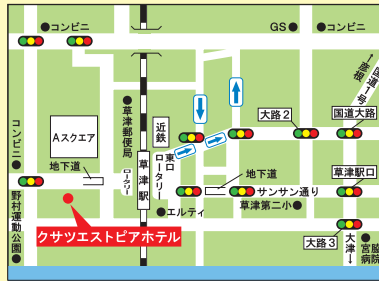 コンビニ
GS
コンビニ
国道1号
彦根
大路2
国道大路
Aスクエア
草津郵便局
近鉄
コンビニ
地下道
ロータリー
草津駅
東口
ロータリー
地下道
サンサン通り
草津駅口
草津第二小
野村運動公園
エルティ
クサツエストピアホテル
大路3
大津
宮脇病院